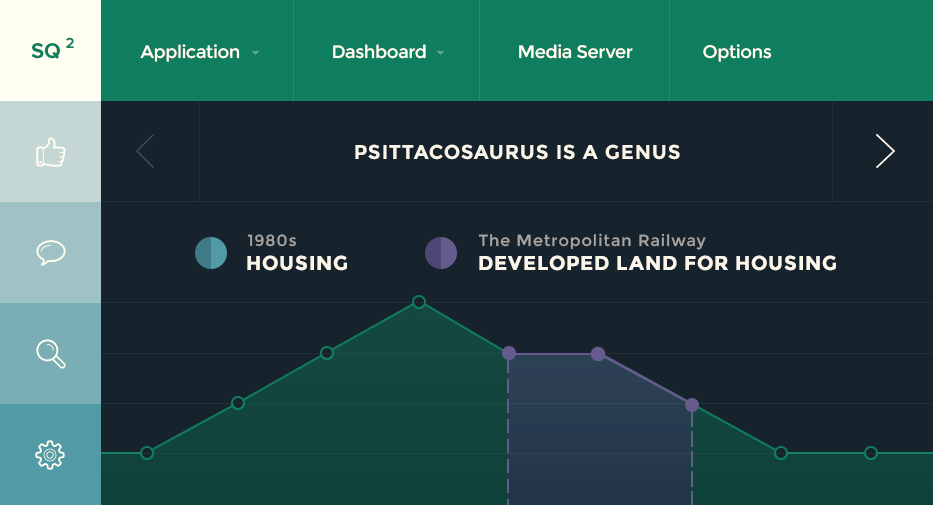 SQ 2
Application
Dashboard
Media Server
Options
PSITTACOSAURUS IS A GENUS
1980s
HOUSING
The Metropolitan Railway
DEVELOPED LAND FOR HOUSING